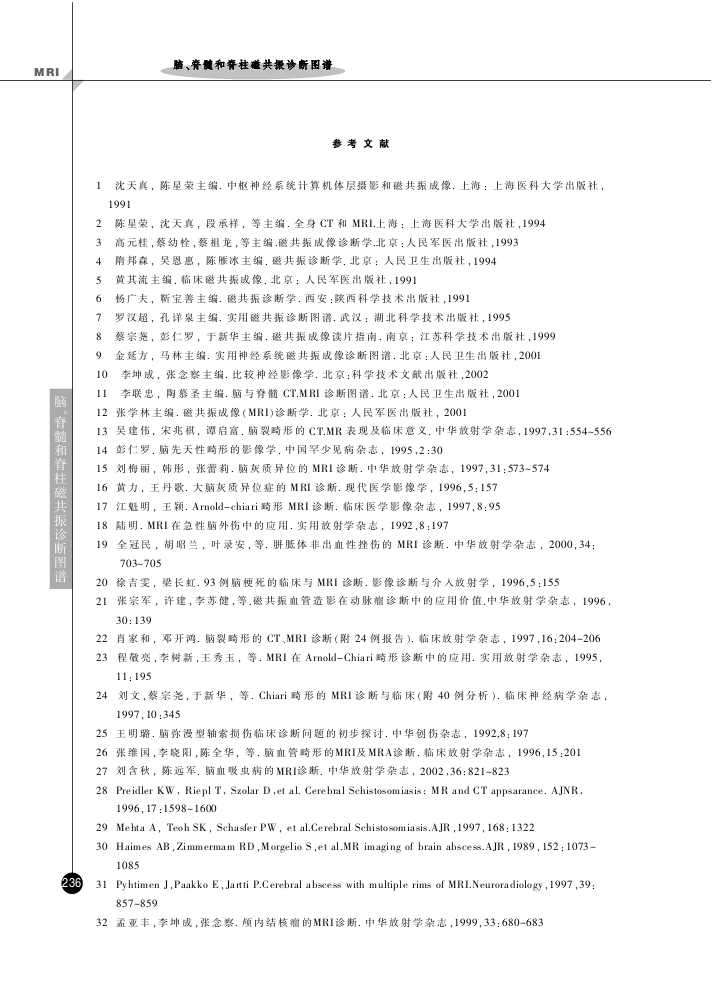 MRI
脑、脊髓和脊柱磁共振诊断图谱
参考文献
1 沈天真, 陈星荣主编. 中枢神经系统计算机体层摄影和磁共振成像. 上海: 上海医科大学出版社,
1991
2 陈星荣, 沈天真, 段承祥, 等主编. 全身 CT 和 MRI.上海: 上海医科大学出版社,1994
3 高元桂,蔡幼栓,蔡祖龙,等主编.磁共振成像诊断学.北京:人民军医出版社,1993
4 隋邦森, 吴恩惠, 陈雁冰主编. 磁共振诊断学. 北京: 人民卫生出版社,1994
5 黄其流主编. 临床磁共振成像. 北京: 人民军医出版社,1991
6 杨广夫, 靳宝善主编. 磁共振诊断学. 西安:陕西科学技术出版社,1991
7 罗汉超, 孔详泉主编. 实用磁共振诊断图谱. 武汉: 湖北科学技术出版社, 1995
8 蔡宗尧, 彭仁罗, 于新华主编. 磁共振成像读片指南. 南京: 江苏科学技术出版社,1999
9 金延方, 马林主编. 实用神经系统磁共振成像诊断图谱. 北京:人民卫生出版社,2001
10 李坤成, 张念察主编. 比较神经影像学. 北京:科学技术文献出版社,2002
11 李联忠, 陶慕圣主编. 脑与脊髓 CT.MRI 诊断图谱. 北京:人民卫生出版社, 2001
12 张学林主编. 磁共振成像(MRI)诊断学. 北京: 人民军医出版社, 2001
13 吴建伟, 宋兆祺, 谭启富. 脑裂畸形的 CT.MR 表现及临床意义. 中华放射学杂志,1997,31:554~556
14 彭仁罗. 脑先天性畸形的影像学. 中国罕少见病杂志, 1995,2:30
15 刘梅丽, 韩彤, 张蕾莉. 脑灰质异位的 MRI 诊断. 中华放射学杂志, 1997,31:573~574
16 黄力, 王丹歌. 大脑灰质异位症的 MRI 诊断. 现代医学影像学, 1996,5:157
17 江魁明, 王颖. Arnold-chiari 畸形 MRI 诊断. 临床医学影像杂志, 1997,8:95
18 陆明. MRI 在急性脑外伤中的应用. 实用放射学杂志, 1992,8:197
19 全冠民, 胡昭兰, 叶录安,等. 胼胝体非出血性挫伤的 MRI 诊断. 中华放射学杂志, 2000,34:
703~705
20 徐吉雯, 梁长虹. 93 例脑梗死的临床与 MRI 诊断. 影像诊断与介入放射学, 1996,5:155
21 张宗军, 许建,李苏健,等.磁共振血管造影在动脉瘤诊断中的应用价值.中华放射学杂志, 1996,
30:139
22 肖家和, 邓开鸿. 脑裂畸形的 CT、MRI 诊断(附 24 例报告). 临床放射学杂志, 1997,16:204~206
23 程敬亮,李树新,王秀玉, 等. MRI 在 Arnold-Chiari 畸形诊断中的应用. 实用放射学杂志, 1995,
11:195
24 刘文,蔡宗尧,于新华, 等. Chiari 畸形的 MRI 诊断与临床(附 40 例分析). 临床神经病学杂志,
1997,10:345
25 王明璐. 脑弥漫型轴索损伤临床诊断问题的初步探讨. 中华创伤杂志, 1992,8:197
26 张维国,李晓阳,陈全华, 等. 脑血管畸形的MRI及MRA诊断. 临床放射学杂志, 1996,15:201
27 刘含秋, 陈远军. 脑血吸虫病的MRI诊断. 中华放射学杂志, 2002,36:821~823
28 Preidler KW, Riepl T, Szolar D,et al. Cerebral Schistosomiasis: MR and CT appsarance. AJNR,
1996,17:1598~1600
29 Mehta A, Teoh SK, Schasfer PW, et al.Cerebral Schistosomiasis.AJR,1997,168:1322
30 Haimes AB,Zimmermam RD,Morgelio S,et al.MR imaging of brain abscess.AJR,1989,152:1073~
1085
31 Pyhtimen J,Paakko E,Jartti P.Cerebral abscess with multiple rims of MRI.Neuroradiology,1997,39:
857~859
32 孟亚丰,李坤成,张念察. 颅内结核瘤的MRI诊断. 中华放射学杂志,1999,33:680~683
脑、脊髓和脊柱磁共振诊断图谱
236